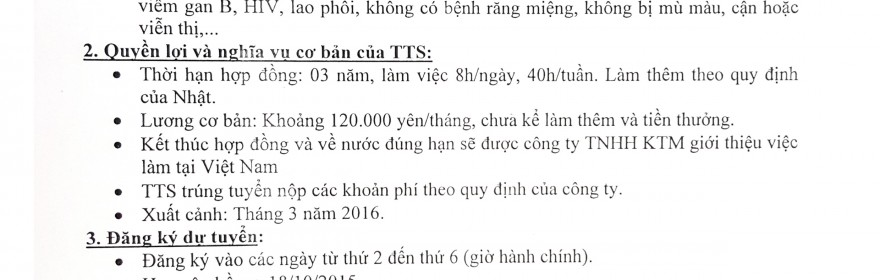 viêm gan B, HIV, lao phổi, không có bệnh răng miệng, không bị mù màu, cận hoặc
viễn thị,...
2. Quyền lợi và nghĩa vụ cơ bản của TTS:
• Thời hạn hợp đồng: 03 năm, làm việc 8h/ngày, 40h/tuần. Làm thêm theo quy định
của Nhật.
• Lương cơ bản: Khoảng 120.000 yên/tháng, chưa kể làm thêm và tiền thưởng.
• Kết thúc hợp đồng và về nước đúng hạn sẽ được công ty TNHH KTM giới thiệu việc
làm tại Việt Nam
• TTS trúng tuyển nộp các khoản phí theo quy định của công ty.
• Xuất cảnh: Tháng 3 năm 2016.
3. Đăng ký dự tuyển:
• Đăng ký vào các ngày từ thứ 2 đến thứ 6 (giờ hành chính).
18/10/2015